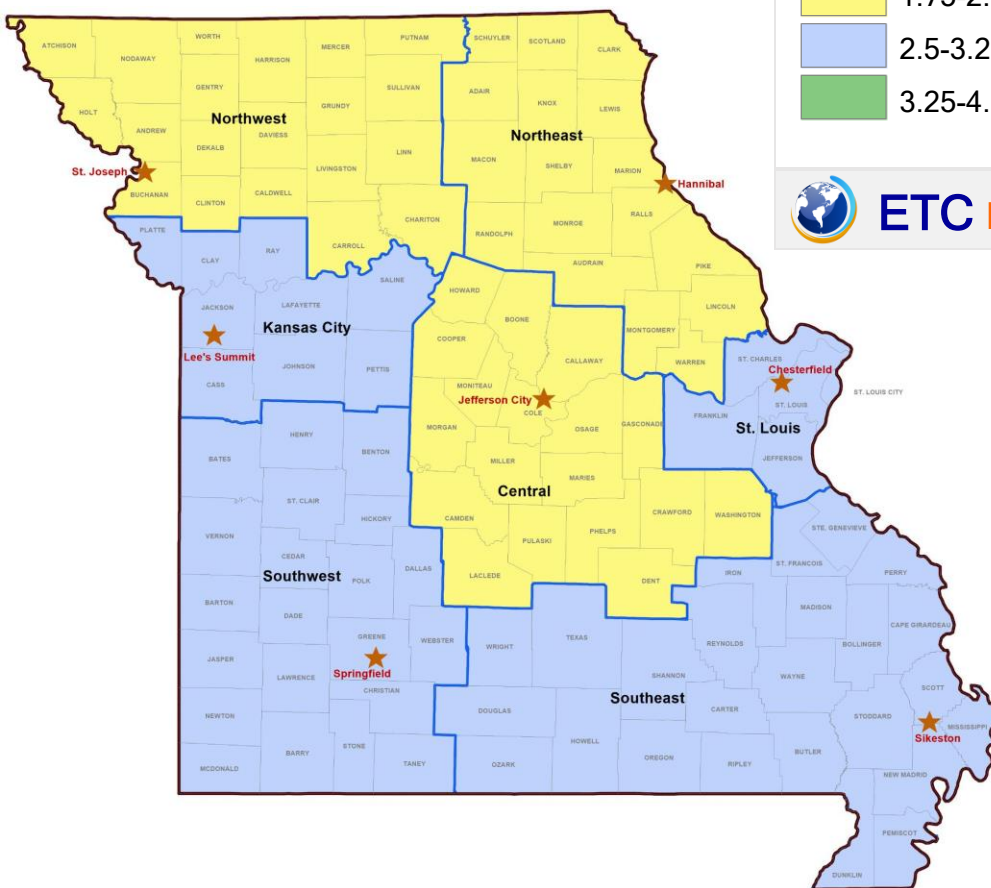 1.75-2.
2.5-3.2
3.25-4.
ETC
ATCHISON
NODAWAY
WORTH
HARRISON
MERCER
PUTNAM
SCHUYLER
SCOTLAND
CLARK
HOLT
GENTRY
SULLIVAN
ADAIR
KNOX
LEWIS
ANDREW
Northwest
GRUNDY
DEKALB
DAVIESS
Northeast
LINN
MACON
SHELBY
MARION
St. Joseph
LIVINGSTON
Hannibal
BUCHANAN
CLINTON
CALDWELL
CHARITON
RANDOLPH
MONROE
RALLS
CARROLL
AUDRAIN
PIKE
PLATTE
CLAY
RAY
SALINE
HOWARD
BOONE
LINCOLN
JACKSON
LAFAYETTE
Kansas City
MONTGOMERY
COOPER
CALLAWAY
WARREN
ST. CHARLES
Lee's Summit
JOHNSON
PETTIS
Chesterfield
CASS
MONITEAU
Jefferson City
COLE
ST. LOUIS
ST. LOUIS CITY
MORGAN
OSAGE
GASCONADE
FRANKLIN
St. Louis
HENRY
BENTON
BATES
MILLER
MARIES
JEFFERSON
ST. CLAIR
Central
HICKORY
CAMDEN
PULASKI
PHELPS
CRAWFORD
WASHINGTON
STE. GENEVIEVE
VERNON
CEDAR
Southwest
POLK
DALLAS
LACLEDE
DENT
IRON
ST. FRANCOIS
PERRY
BARTON
DADE
MADISON
CAPE GIRARDEAU
GREENE
WEBSTER
WRIGHT
TEXAS
REYNOLDS
BOLLINGER
JASPER
LAWRENCE
Springfield
CHRISTIAN
SHANNON
WAYNE
SCOTT
Southeast
NEWTON
DOUGLAS
CARTER
STODDARD
MISSISSIPPI
Sikeston
BARRY
STONE
TANEY
HOWELL
OREGON
RIPLEY
BUTLER
MCDONALD
OZARK
NEW MADRID
PEMISCOT
DUNKLIN